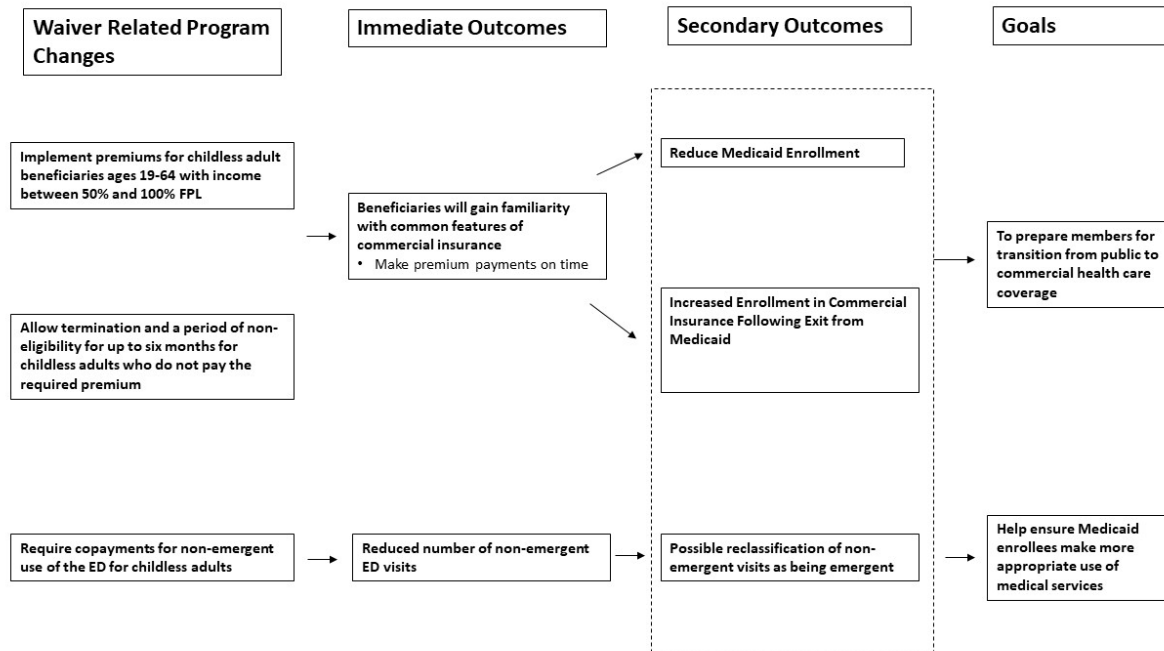 Waiver Related Program
Changes
Immediate Outcomes
Secondary Outcomes
Goals
Implement premiums for childless adult
beneficiaries ages 19-64 with income
between 50% and 100% FPL
Beneficiaries will gain familiarity
with common features of
commercial insurance
• Make premium payments on time
Reduce Medicaid Enrollment
To prepare members for
transition from public to
commercial health care
coverage
Allow termination and a period of non-
eligibility for up to six months for
childless adults who do not pay the
required premium
Increased Enrollment in Commercial
Insurance Following Exit from
Medicaid
Require copayments for non-emergent
use of the ED for childless adults
Reduced number of non-emergent
ED visits
Possible reclassification of non-
emergent visits as being emergent
Help ensure Medicaid
enrollees make more
appropriate use of
medical services